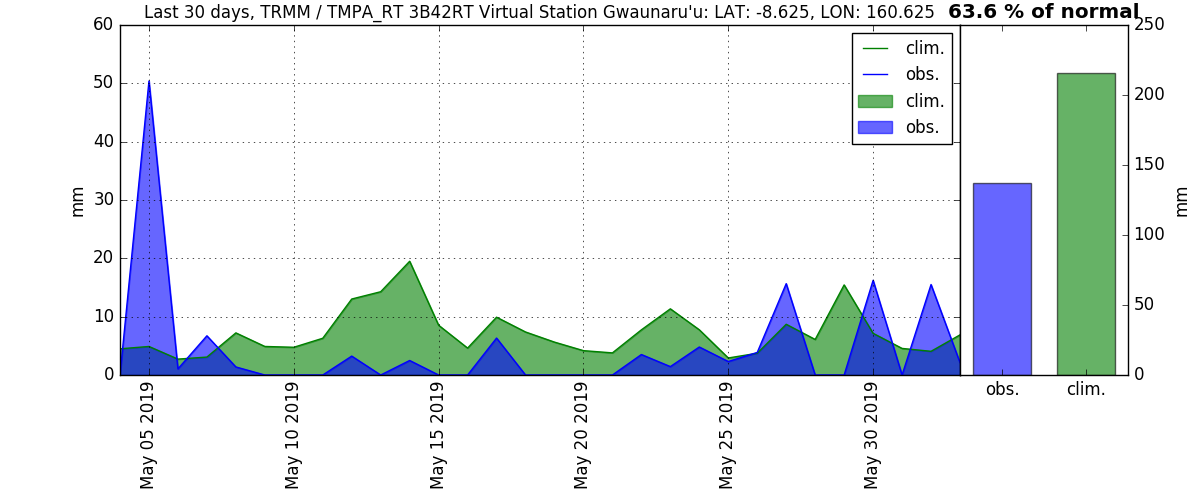 Last 30 days, TRMM / TMPA_RT 3B42RT Virtual Station Gwaunaru'u: LAT: -8.625, LON: 160.625 63.6 % of normal
60
50
40
30
20
10
0
mm
clim.
obs.
clim.
obs.
May 05 2019
May 10 2019
May 15 2019
May 20 2019
May 25 2019
May 30 2019
250
200
150
100
50
0
mm
obs. clim.